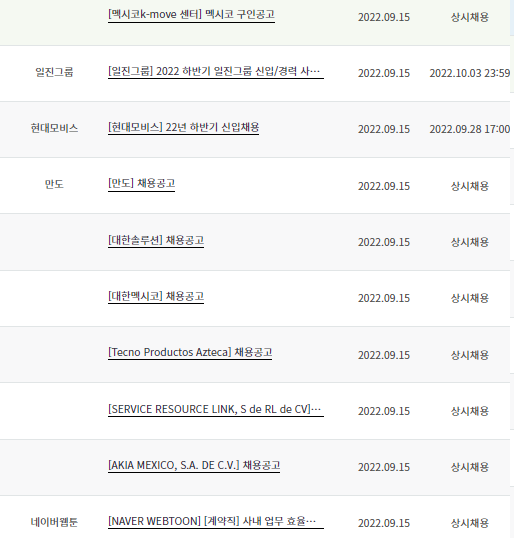 [멕시코k-move 센터] 멕시코 구인공고 2022.09.15 상시채용
일진그룹 [일진그룹] 2022 하반기 일진그룹 신입/경력 사… 2022.09.15 2022.10.03 23:59
현대모비스 [현대모비스] 22년 하반기 신입채용 2022.09.15 2022.09.28 17:00
만도 [만도] 채용공고 2022.09.15 상시채용
[대한솔루션] 채용공고 2022.09.15 상시채용
[대한멕시코] 채용공고 2022.09.15 상시채용
[Tecno Productos Azteca] 채용공고 2022.09.15 상시채용
[SERVICE RESOURCE LINK, S de RL de CV]… 2022.09.15 상시채용
[AKIA MEXICO, S.A. DE C.V.] 채용공고 2022.09.15 상시채용
네이버웹툰 [NAVER WEBTOON] [계약직] 사내 업무 효율… 2022.09.15 상시채용